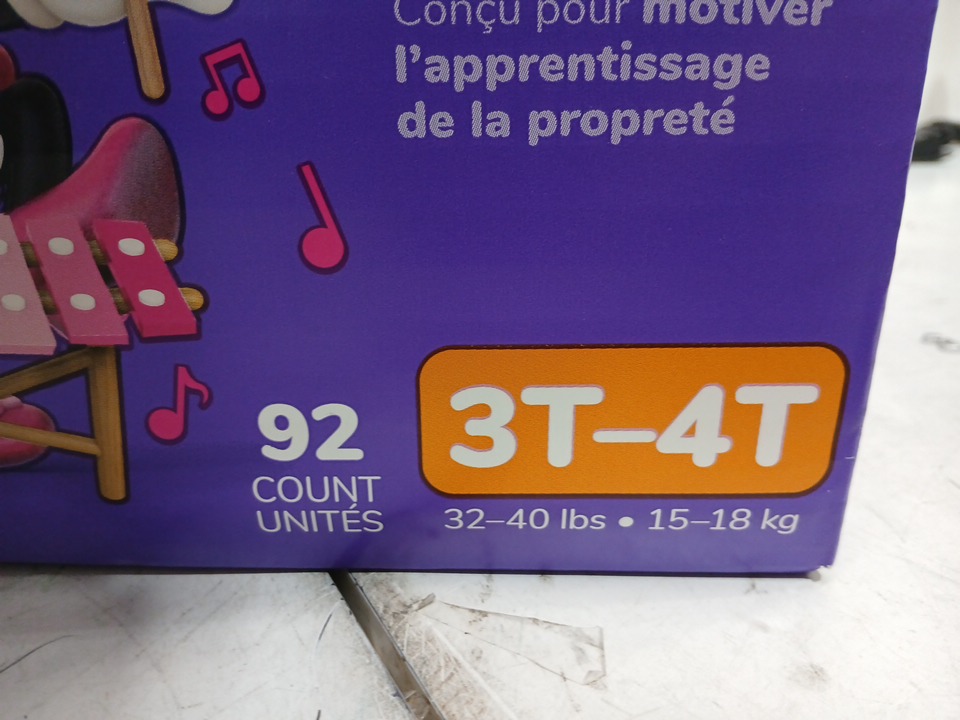 Conçu pour motiver
l'apprentissage
de la propreté
92
COUNT
UNITÉS
3T–4T
32–40 lbs • 15–18 kg